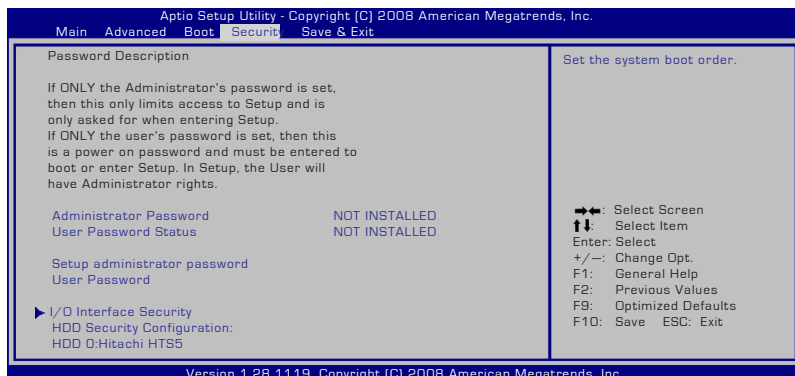 Aptio Setup Utility - Copyright (C) 2008 American Megatrends, Inc.
Main Advanced Boot Security Save & Exit
Password Description
If ONLY the Administrator's password is set,
then this only limits access to Setup and is
only asked for when entering Setup.
If ONLY the user's password is set, then this
is a power on password and must be entered to
boot or enter Setup. In Setup, the User will
have Administrator rights.
Administrator Password NOT INSTALLED
User Password Status NOT INSTALLED
Setup administrator password
User Password
I/O Interface Security
HDD Security Configuration:
HDD 0:Hitachi HTS5
Set the system boot order.
→←: Select Screen
↑↓: Select Item
Enter: Select
+/—: Change Opt.
F1: General Help
F2: Previous Values
F9: Optimized Defaults
F10: Save ESC: Exit
Version 1.28.1119. Copyright (C) 2008 American Megatrends, Inc.